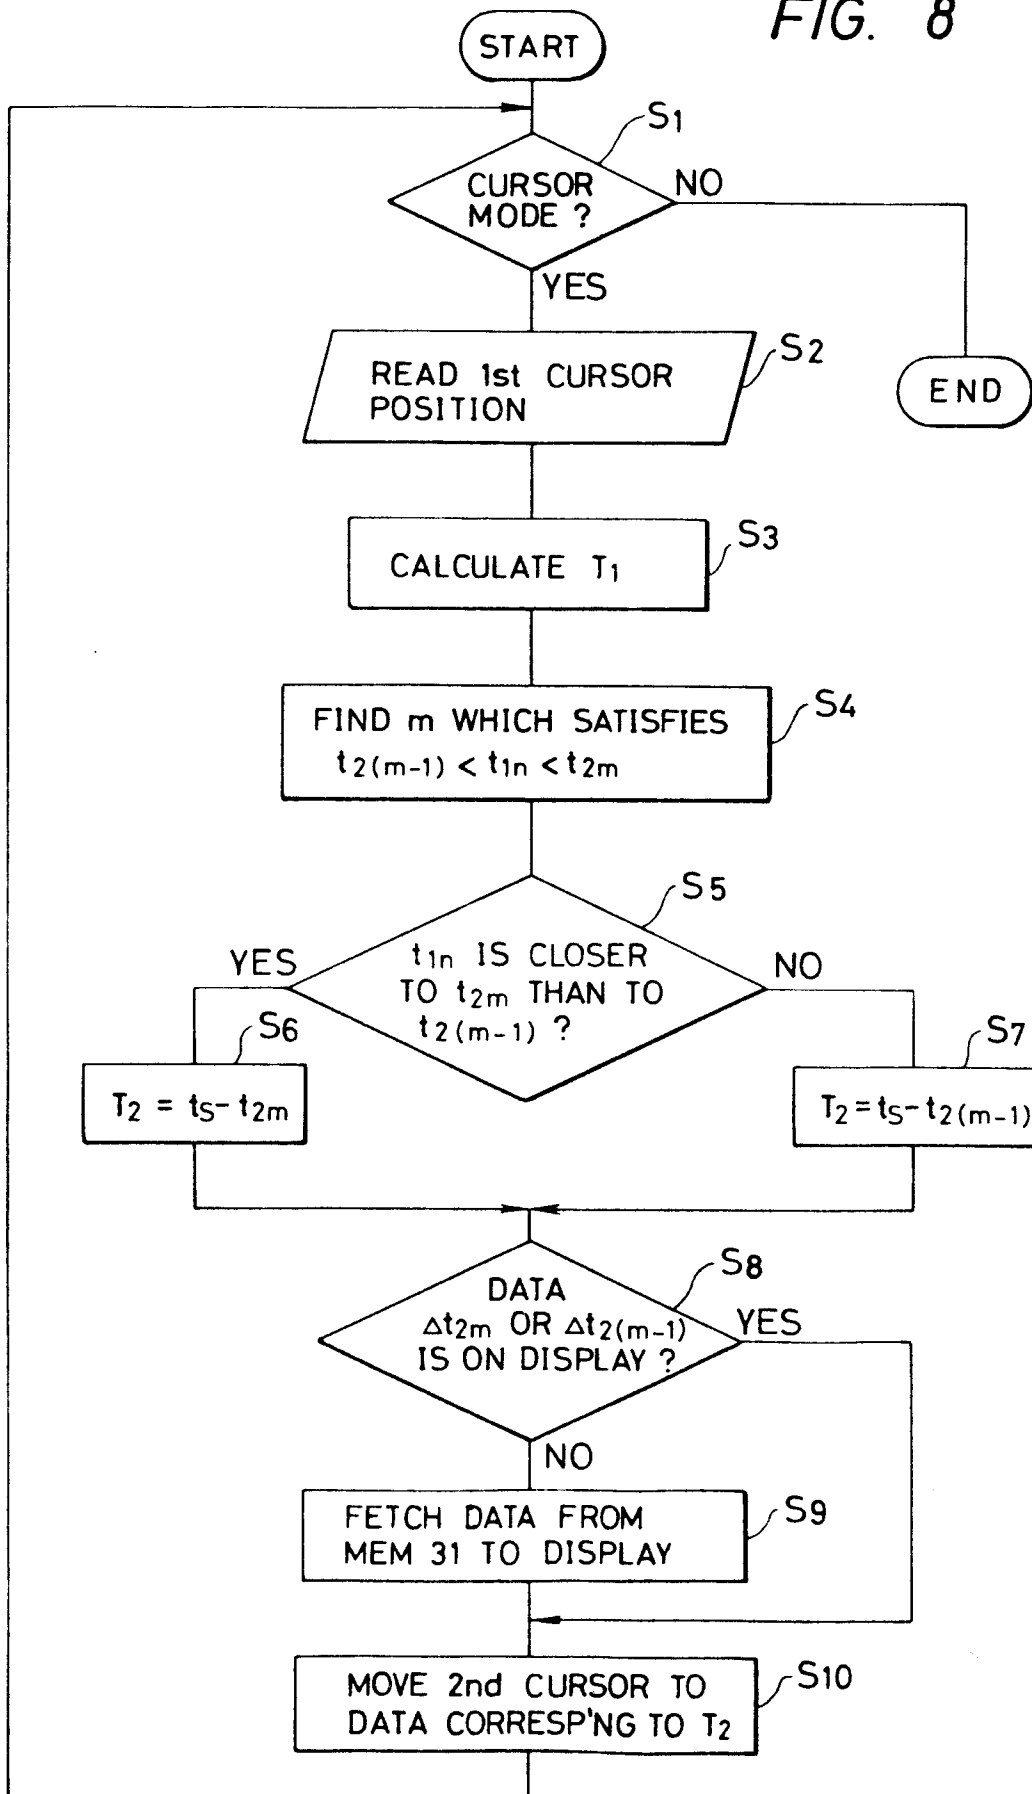 FIG. 8
START
S1
CURSOR
MODE ?
NO
YES
S2
READ 1st CURSOR
POSITION
END
S3
CALCULATE T1
S4
FIND m WHICH SATISFIES
t2(m-1) < t1n < t2m
S5
YES
t1n IS CLOSER
TO t2m THAN TO
t2(m-1) ?
NO
S6
T2 = tS - t2m
S7
T2 = tS - t2(m-1)
S8
DATA
Δt2m OR Δt2(m-1)
IS ON DISPLAY ?
YES
NO
S9
FETCH DATA FROM
MEM 31 TO DISPLAY
S10
MOVE 2nd CURSOR TO
DATA CORRESP'NG TO T2